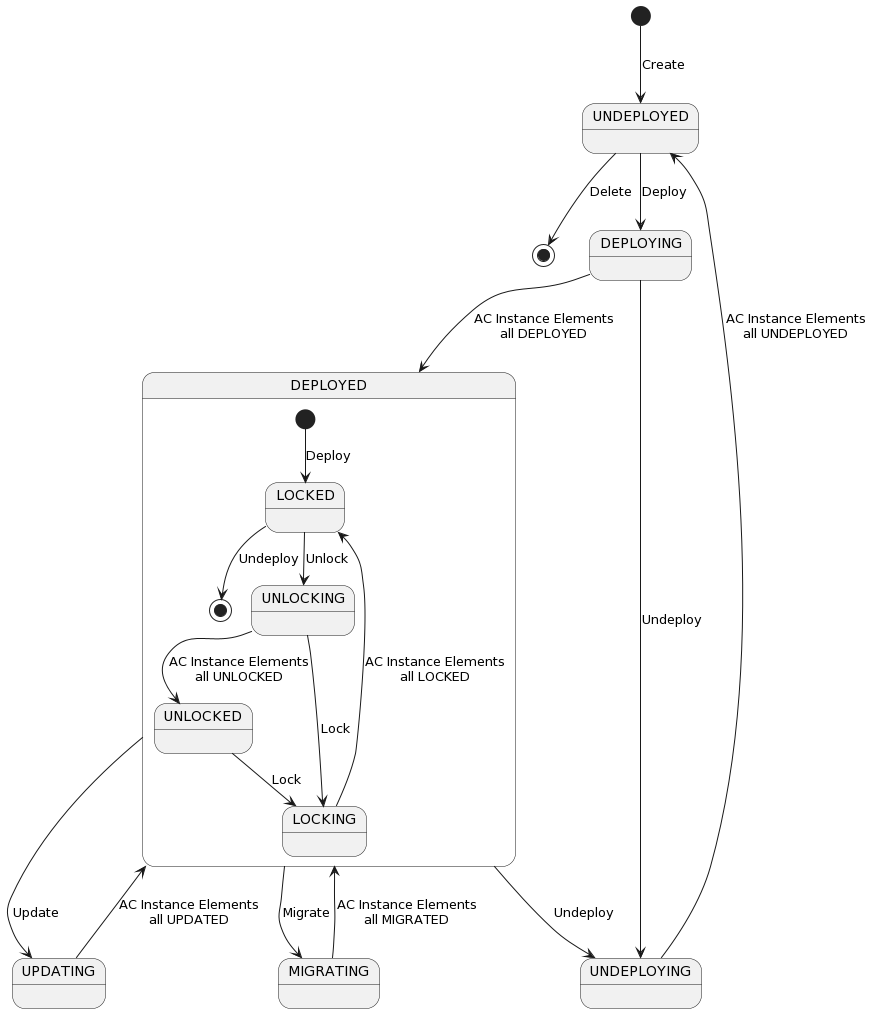 Create
UNDEPLOYED
Delete
Deploy
DEPLOYING
AC Instance Elements
all DEPLOYED
AC Instance Elements
all UNDEPLOYED
DEPLOYED
Deploy
LOCKED
Undeploy
Unlock
UNLOCKING
Undeploy
AC Instance Elements
all UNLOCKED
AC Instance Elements
all LOCKED
UNLOCKED
Lock
Lock
LOCKING
Update
AC Instance Elements
all UPDATED
Migrate
AC Instance Elements
all MIGRATED
Undeploy
UPDATING
MIGRATING
UNDEPLOYING